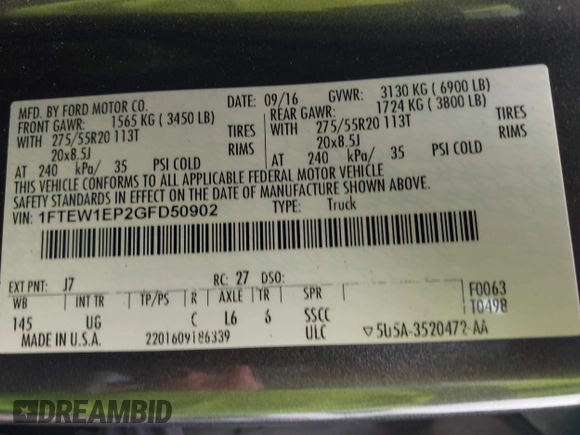 MFD. BY FORD MOTOR CO. DATE: 09/16 GVWR: 3130 KG ( 6900 LB)
FRONT GAWR: 1565 KG ( 3450 LB) REAR GAWR: 1724 KG ( 3800 LB)
WITH 275/55R20 113T TIRES WITH 275/55R20 113T TIRES
20x8.5J RIMS 20x8.5J RIMS
AT 240 kPa/ 35 PSI COLD AT 240 kPa/ 35 PSI COLD
THIS VEHICLE CONFORMS TO ALL APPLICABLE FEDERAL MOTOR VEHICLE
SAFETY STANDARDS IN EFFECT ON THE DATE OF MANUFACTURE SHOWN ABOVE.
VIN: 1FTEW1EP2GFD50902 TYPE: Truck
EXT PNT: J7 RC: 27 DSO: F0063
WB INT TR TP/PS R AXLE TR SPR T0498
145 UG C L6 6 SSCC
MADE IN U.S.A. 2201609186339 ULC ▽5U5A-3520472-AA
DREAMBID